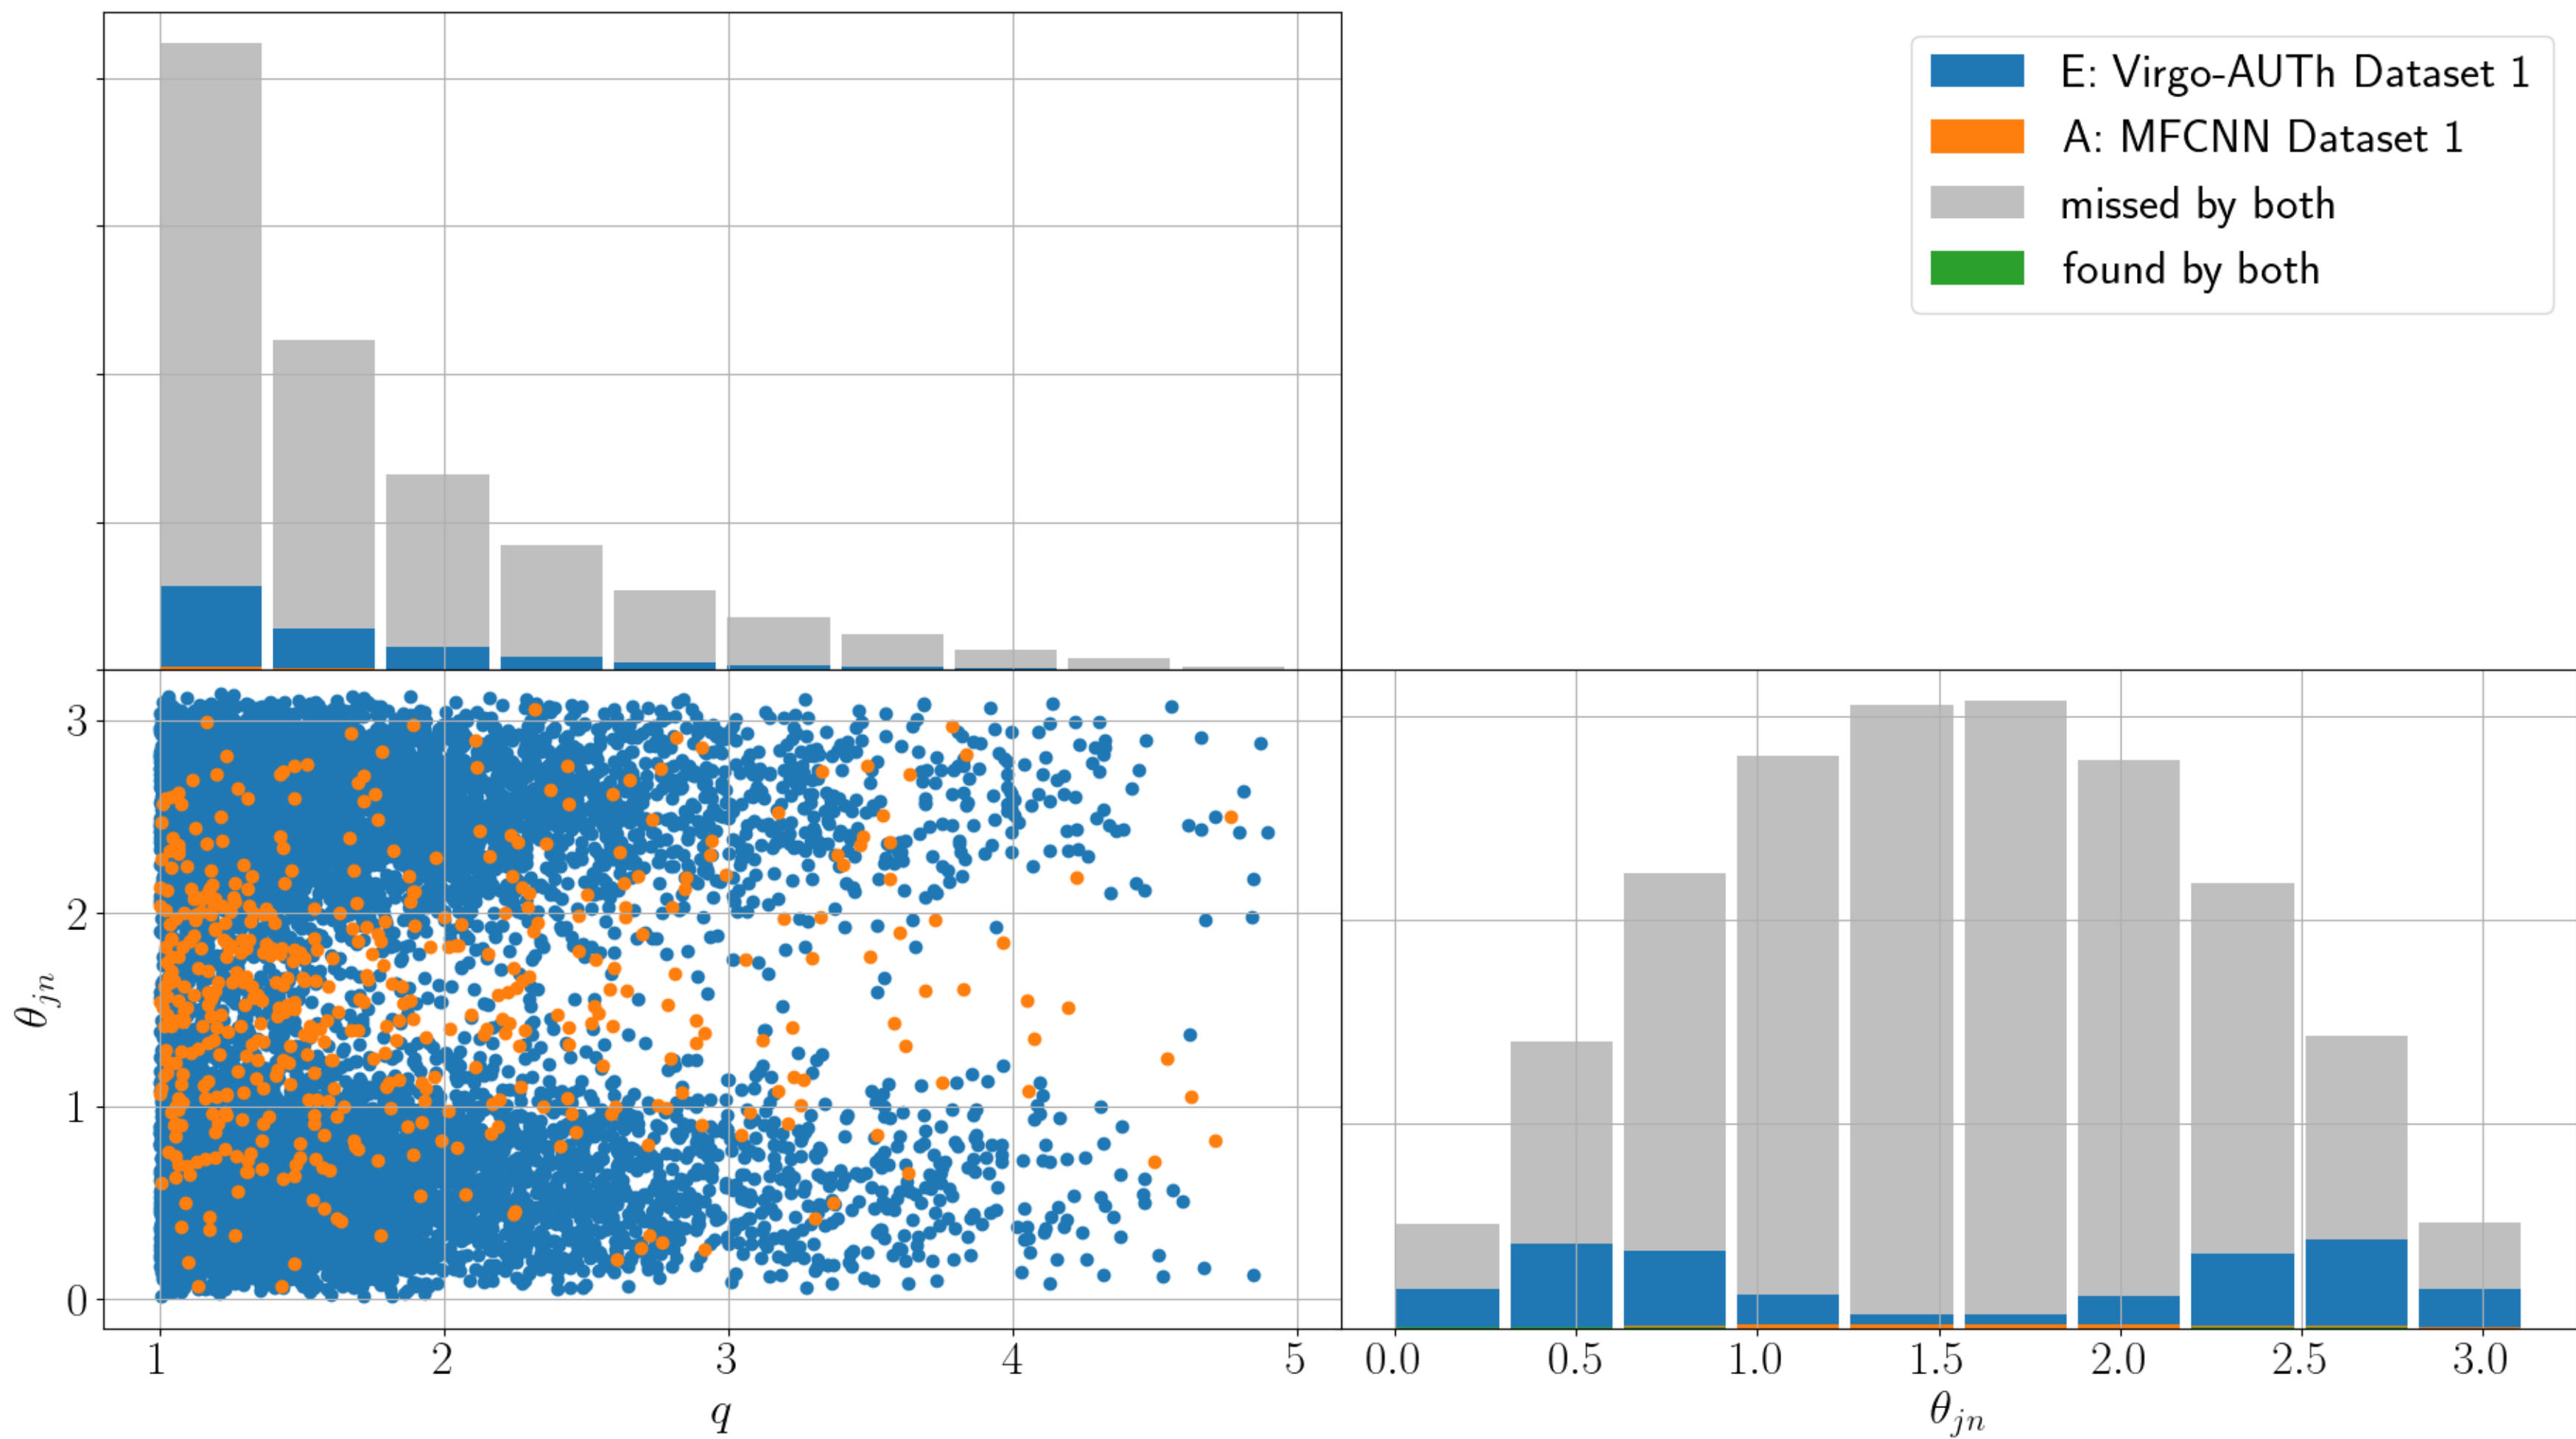 E: Virgo-AUTh Dataset 1
A: MFCNN Dataset 1
missed by both
found by both
3
2
1
0
θjn
1 2 3 4 5
q
0.0 0.5 1.0 1.5 2.0 2.5 3.0
θjn